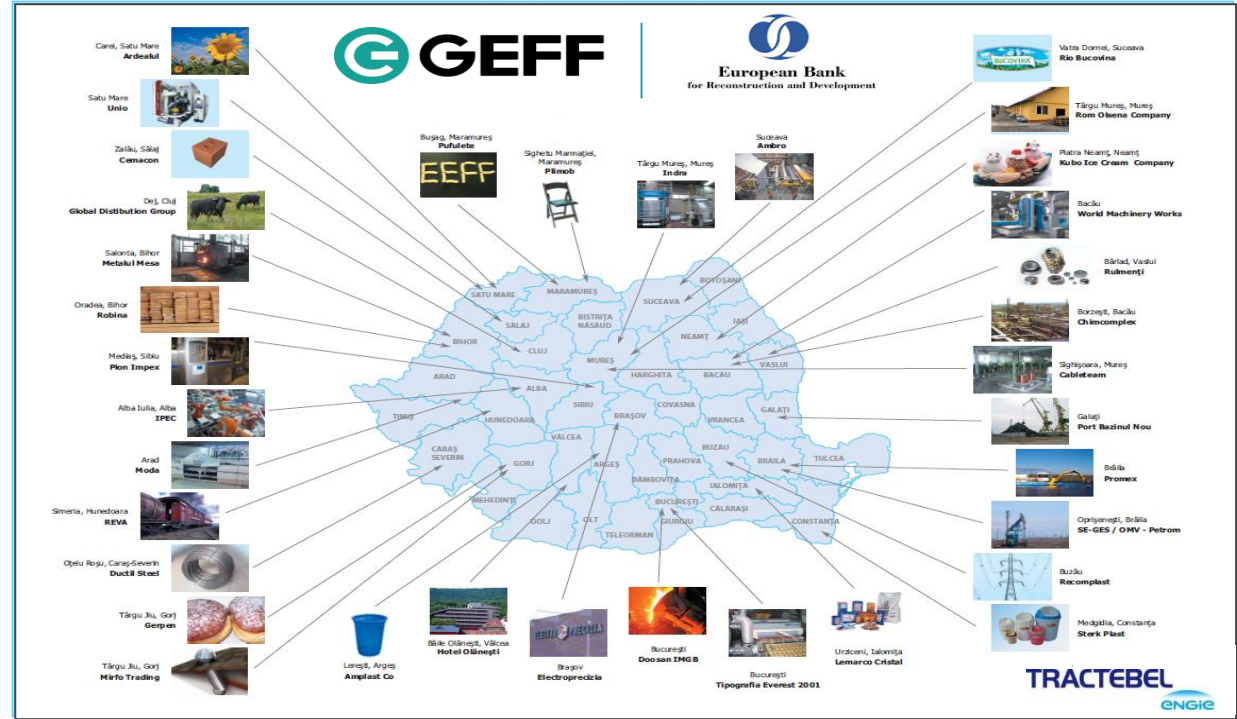 GEFF
European Bank
for Reconstruction and Development
Carei, Satu Mare
Ardealul
Satu Mare
Unio
Zalău, Sălaj
Cemacon
Dej, Cluj
Global Distibution Group
Salonta, Bihor
Metalul Mesa
Oradea, Bihor
Robina
Mediaş, Sibiu
Plon Impex
Alba Iulia, Alba
IPEC
Arad
Moda
Simeria, Hunedoara
REVA
Oţelu Roşu, Caraş-Severin
Ductil Steel
Târgu Jiu, Gorj
Gerpen
Târgu Jiu, Gorj
Mirfo Trading
Buşag, Maramureş
Pufulete
EEFF
Sighetu Marmaţiei,
Maramureş
Plimob
Târgu Mureş, Mureş
Indra
Suceava
Ambro
BUCOVINA
Vatra Dornei, Suceava
Rio Bucovina
Târgu Mureş, Mureş
Rom Olsena Company
Piatra Neamţ, Neamţ
Kubo Ice Cream Company
Bacău
World Machinery Works
Bârlad, Vaslui
Rulmenţi
Borzeşti, Bacău
Chimcomplex
Sighişoara, Mureş
Cableteam
Galaţi
Port Bazinul Nou
Brăila
Promex
Oprişeneşti, Brăila
SE-GES / OMV - Petrom
Buzău
Recomplast
Medgidia, Constanţa
Sterk Plast
SATU MARE
MARAMUREŞ
SUCEAVA
BOTOŞANI
SALAJ
BISTRIŢA
NĂSAUD
IAŞI
NEAMŢ
BIHOR
CLUJ
MUREŞ
HARGHITA
BACĂU
VASLUI
ARAD
ALBA
TIMIŞ
HUNEDOARA
SIBIU
BRAŞOV
COVASNA
VRANCEA
GALAŢI
CARAŞ
SEVERIN
GORJ
VÂLCEA
ARGEŞ
PRAHOVA
BUZĂU
BRĂILA
TULCEA
DÂMBOVIŢA
IALOMIŢA
MEHEDINŢI
DOLJ
OLT
TELEORMAN
BUCUREŞTI
GIURGIU
CALĂRAŞI
CONSTANŢA
Lereşti, Argeş
Amplast Co
Băile Olăneşti, Vâlcea
Hotel Olăneşti
ELECTROPRECIZIA
Braşov
Electroprecizia
Bucureşti
Doosan IMGB
Bucureşti
Tipografia Everest 2001
Urziceni, Ialomiţa
Lemarco Cristal
TRACTEBEL
ENGIE